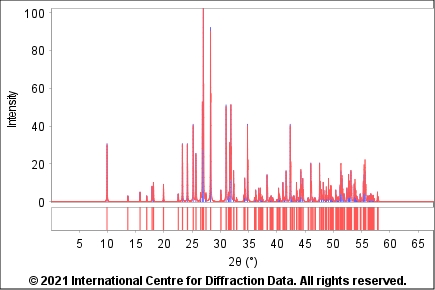 100
80
60
40
20
0
Intensity
5 10 15 20 25 30 35 40 45 50 55 60 65
2θ (°)
© 2021 International Centre for Diffraction Data. All rights reserved.